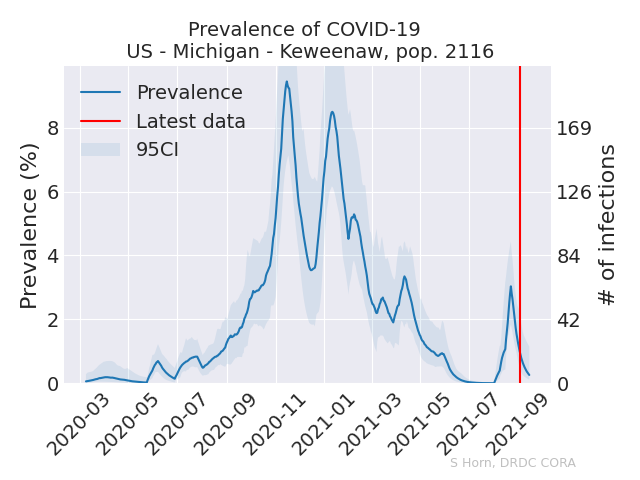 Prevalence of COVID-19
US - Michigan - Keweenaw, pop. 2116
Prevalence
Latest data
95CI
Prevalence (%)
8
6
4
2
0
169
126
84
42
0
# of infections
2020-03
2020-05
2020-07
2020-09
2020-11
2021-01
2021-03
2021-05
2021-07
2021-09
S Horn, DRDC CORA